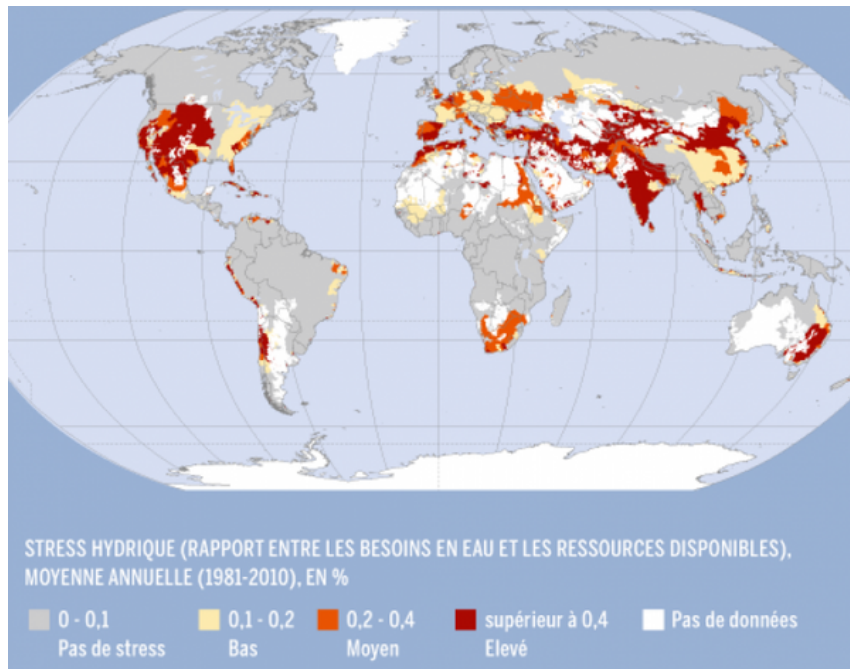 STRESS HYDRIQUE (RAPPORT ENTRE LES BESOINS EN EAU ET LES RESSOURCES DISPONIBLES),
MOYENNE ANNUELLE (1981-2010), EN %
0 - 0,1
Pas de stress
0,1 - 0,2
Bas
0,2 - 0,4
Moyen
supérieur à 0,4
Elevé
Pas de données